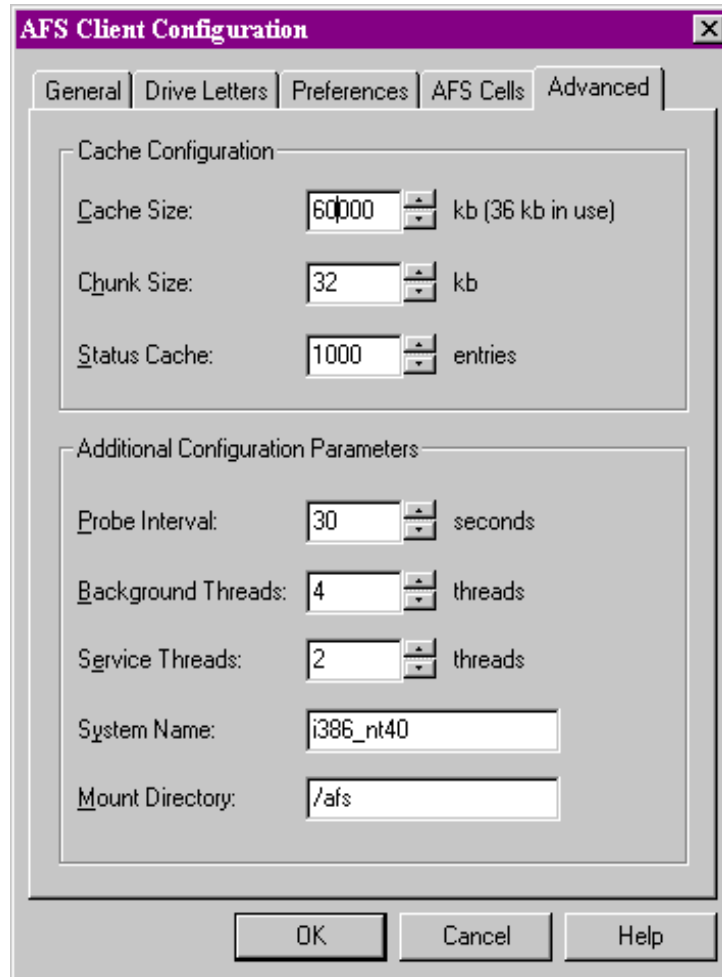 AFS Client Configuration
General Drive Letters Preferences AFS Cells Advanced
Cache Configuration
Cache Size: 60000 kb (36 kb in use)
Chunk Size: 32 kb
Status Cache: 1000 entries
Additional Configuration Parameters
Probe Interval: 30 seconds
Background Threads: 4 threads
Service Threads: 2 threads
System Name: i386_nt40
Mount Directory: /afs
OK Cancel Help